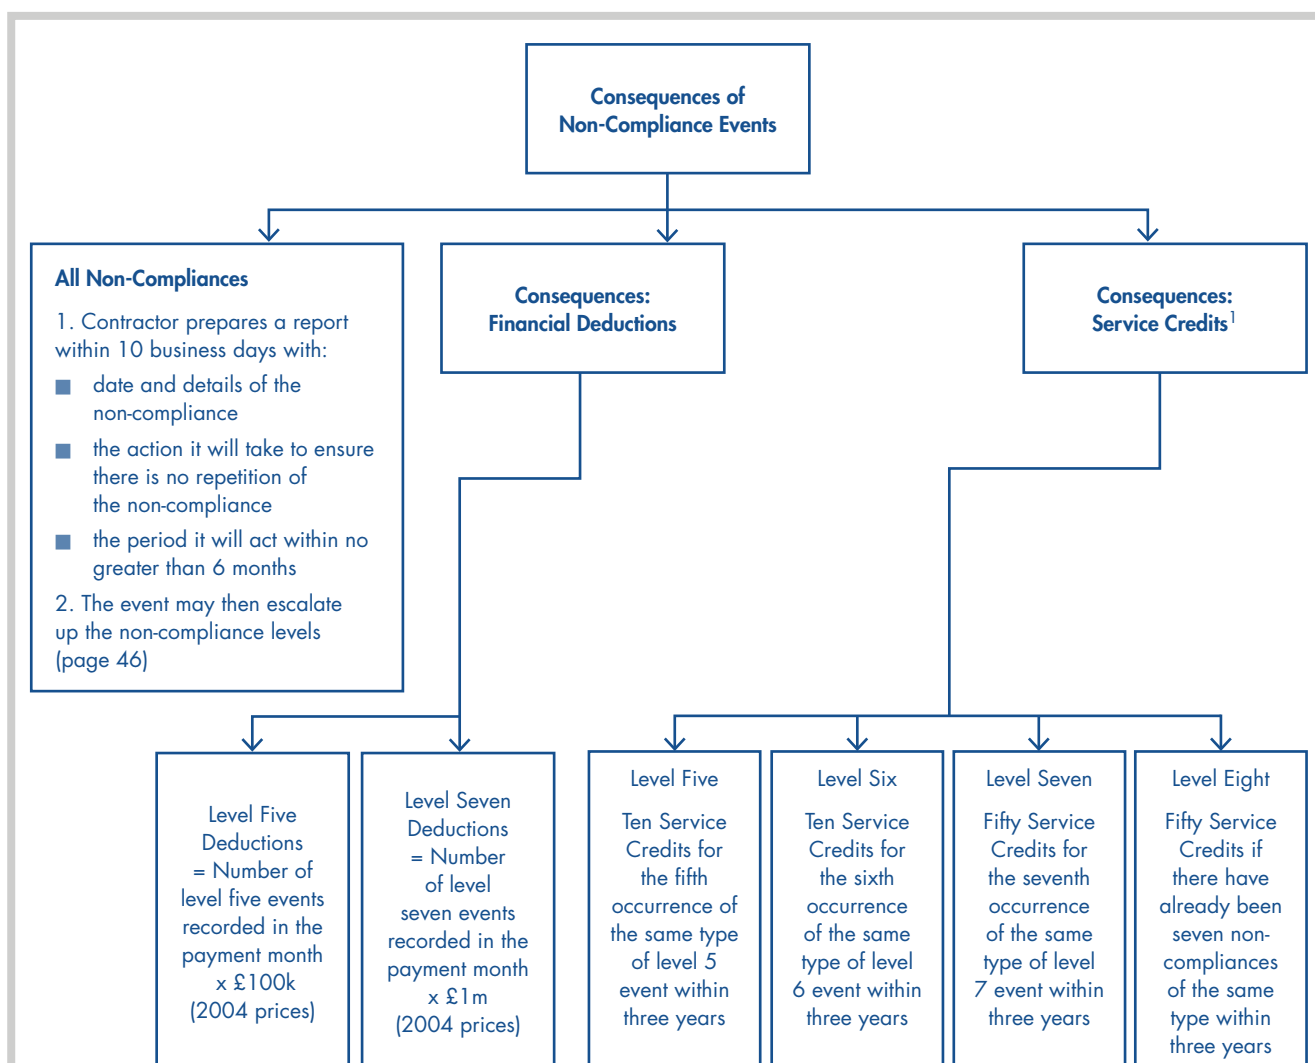 Consequences of
Non-Compliance Events
All Non-Compliances
1. Contractor prepares a report
within 10 business days with:
■ date and details of the
non-compliance
■ the action it will take to ensure
there is no repetition of
the non-compliance
■ the period it will act within no
greater than 6 months
2. The event may then escalate
up the non-compliance levels
(page 46)
Consequences:
Financial Deductions
Consequences:
Service Credits¹
Level Five
Deductions
= Number of
level five events
recorded in the
payment month
x £100k
(2004 prices)
Level Seven
Deductions
= Number
of level
seven events
recorded in the
payment month
x £1m
(2004 prices)
Level Five
Ten Service
Credits for
the fifth
occurrence of
the same type
of level 5
event within
three years
Level Six
Ten Service
Credits for
the sixth
occurrence
of the same
type of level
6 event within
three years
Level Seven
Fifty Service
Credits for
the seventh
occurrence
of the same
type of level
7 event within
three years
Level Eight
Fifty Service
Credits if
there have
already been
seven non-
compliances
of the same
type within
three years